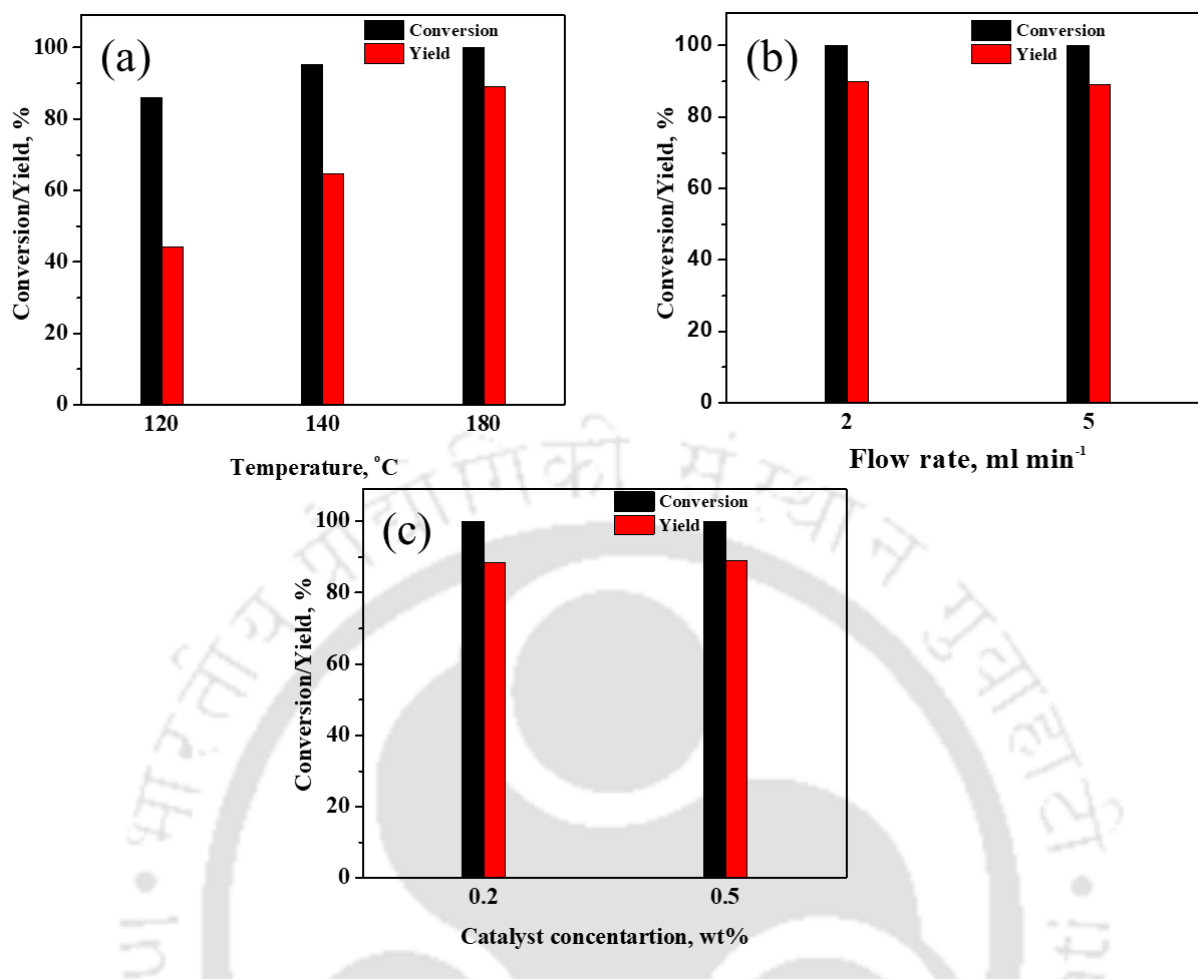 (a)
Conversion
Yield
Conversion/Yield, %
100
80
60
40
20
0
120 140 180
Temperature, °C
(b)
Conversion
Yield
Conversion/Yield, %
100
80
60
40
20
0
2 5
Flow rate, ml min⁻¹
(c)
Conversion
Yield
Conversion/Yield, %
100
80
60
40
20
0
0.2 0.5
Catalyst concentartion, wt%
भारतीय प्रौद्योगिकी संस्थान गुवाहाटी